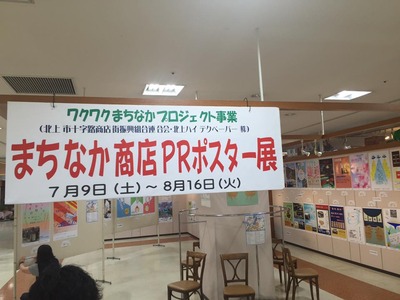 ワクワクまちなかプロジェクト事業
(北上市十字路商店街振興組合連合会・北上ハイテクペーパー㈱)
まちなか商店PRポスター展
7月9日(土)～8月16日(火)